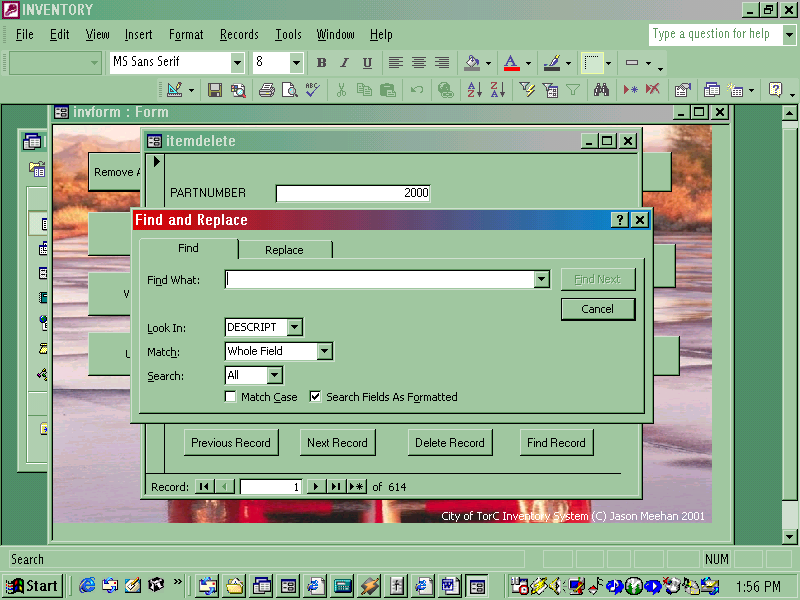 INVENTORY
File Edit View Insert Format Records Tools Window Help
Type a question for help
MS Sans Serif 8 B I U A
invform : Form
itemdelete
Remove
PARTNUMBER 2000
Find and Replace
Find Replace
Find What: Find Next
Cancel
Look In: DESCRIPT
Match: Whole Field
Search: All
Match Case Search Fields As Formatted
Previous Record Next Record Delete Record Find Record
Record: 1 of 614
City of TorC Inventory System (C) Jason Meehan 2001
Search NUM
Start » 1:56 PM